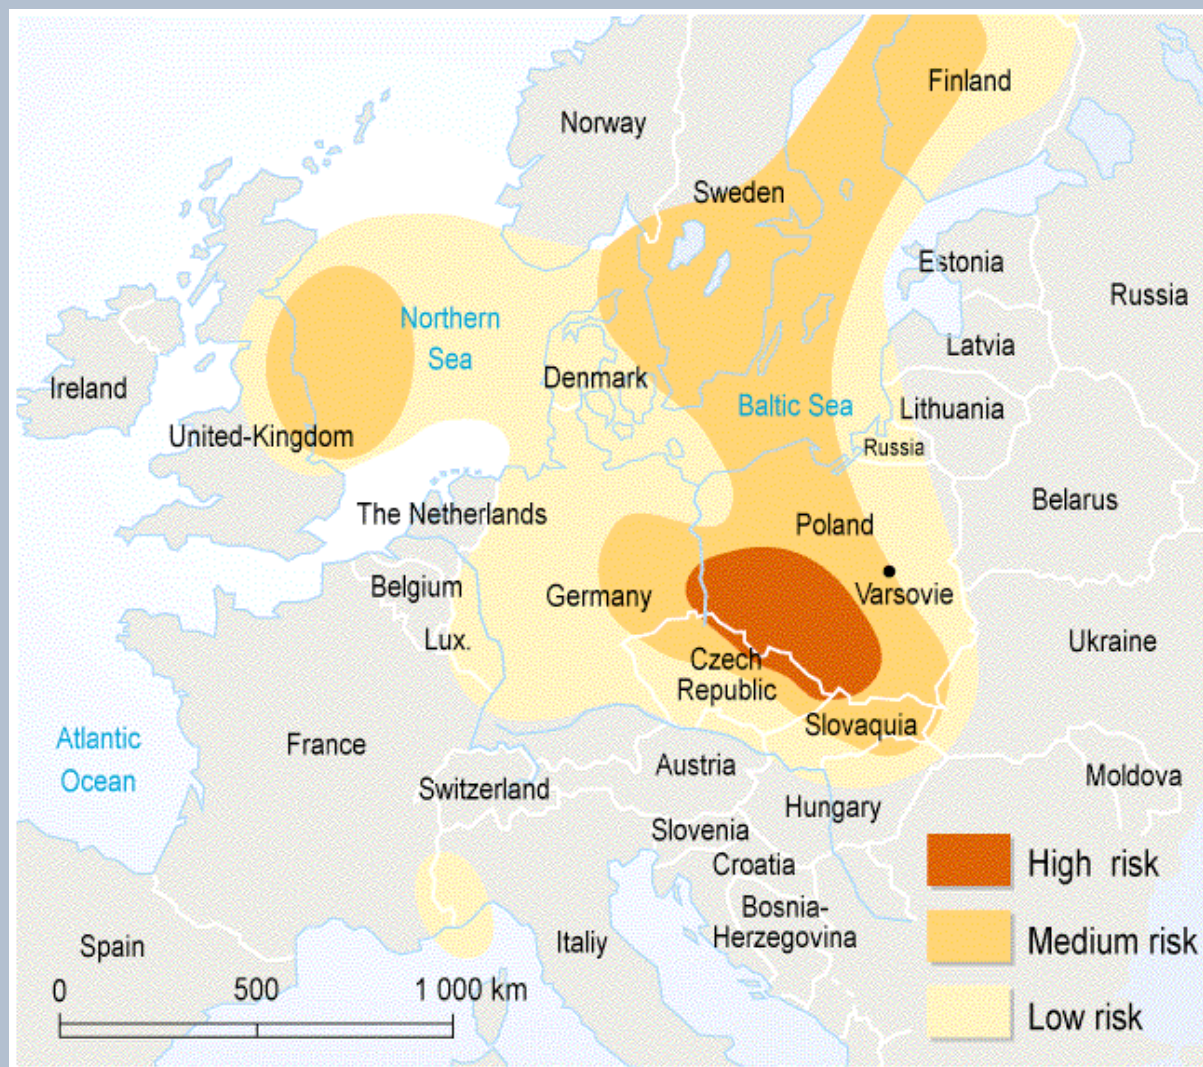 Finland
Norway
Sweden
Estonia
Russia
Northern
Sea
Latvia
Ireland
Denmark
Baltic Sea
Lithuania
United-Kingdom
Russia
Belarus
The Netherlands
Poland
Belgium
Germany
Varsovie
Lux.
Ukraine
Czech
Republic
Slovaquia
Atlantic
Ocean
France
Austria
Moldova
Switzerland
Hungary
Slovenia
Croatia
High risk
Bosnia-
Herzegovina
Spain
Italiy
Medium risk
0 500 1 000 km
Low risk